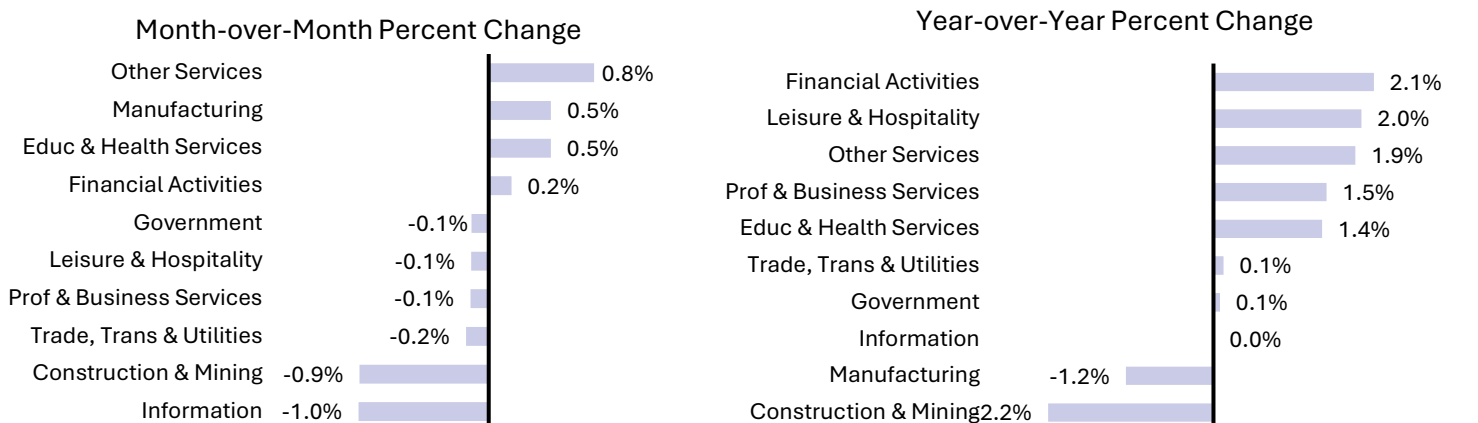 Month-over-Month Percent Change
Other Services 0.8%
Manufacturing 0.5%
Educ & Health Services 0.5%
Financial Activities 0.2%
Government -0.1%
Leisure & Hospitality -0.1%
Prof & Business Services -0.1%
Trade, Trans & Utilities -0.2%
Construction & Mining -0.9%
Information -1.0%
Year-over-Year Percent Change
Financial Activities 2.1%
Leisure & Hospitality 2.0%
Other Services 1.9%
Prof & Business Services 1.5%
Educ & Health Services 1.4%
Trade, Trans & Utilities 0.1%
Government 0.1%
Information 0.0%
Manufacturing -1.2%
Construction & Mining2.2%